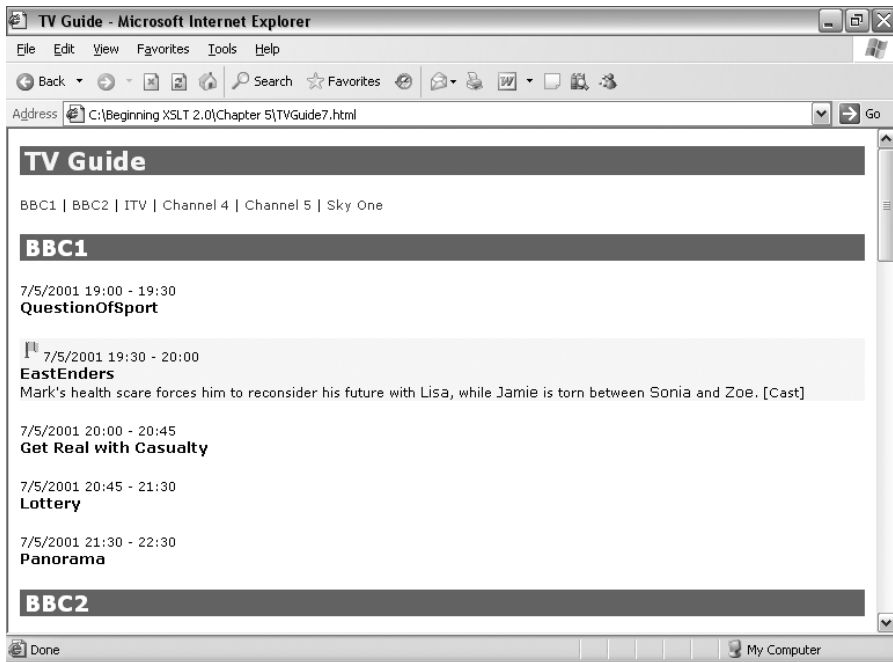 TV Guide - Microsoft Internet Explorer
File Edit View Favorites Tools Help
Back Search Favorites W
Address C:\Beginning XSLT 2.0\Chapter 5\TVGuide7.html Go
TV Guide
BBC1 | BBC2 | ITV | Channel 4 | Channel 5 | Sky One
BBC1
7/5/2001 19:00 - 19:30
QuestionOfSport
7/5/2001 19:30 - 20:00
EastEnders
Mark's health scare forces him to reconsider his future with Lisa, while Jamie is torn between Sonia and Zoe. [Cast]
7/5/2001 20:00 - 20:45
Get Real with Casualty
7/5/2001 20:45 - 21:30
Lottery
7/5/2001 21:30 - 22:30
Panorama
BBC2
Done My Computer